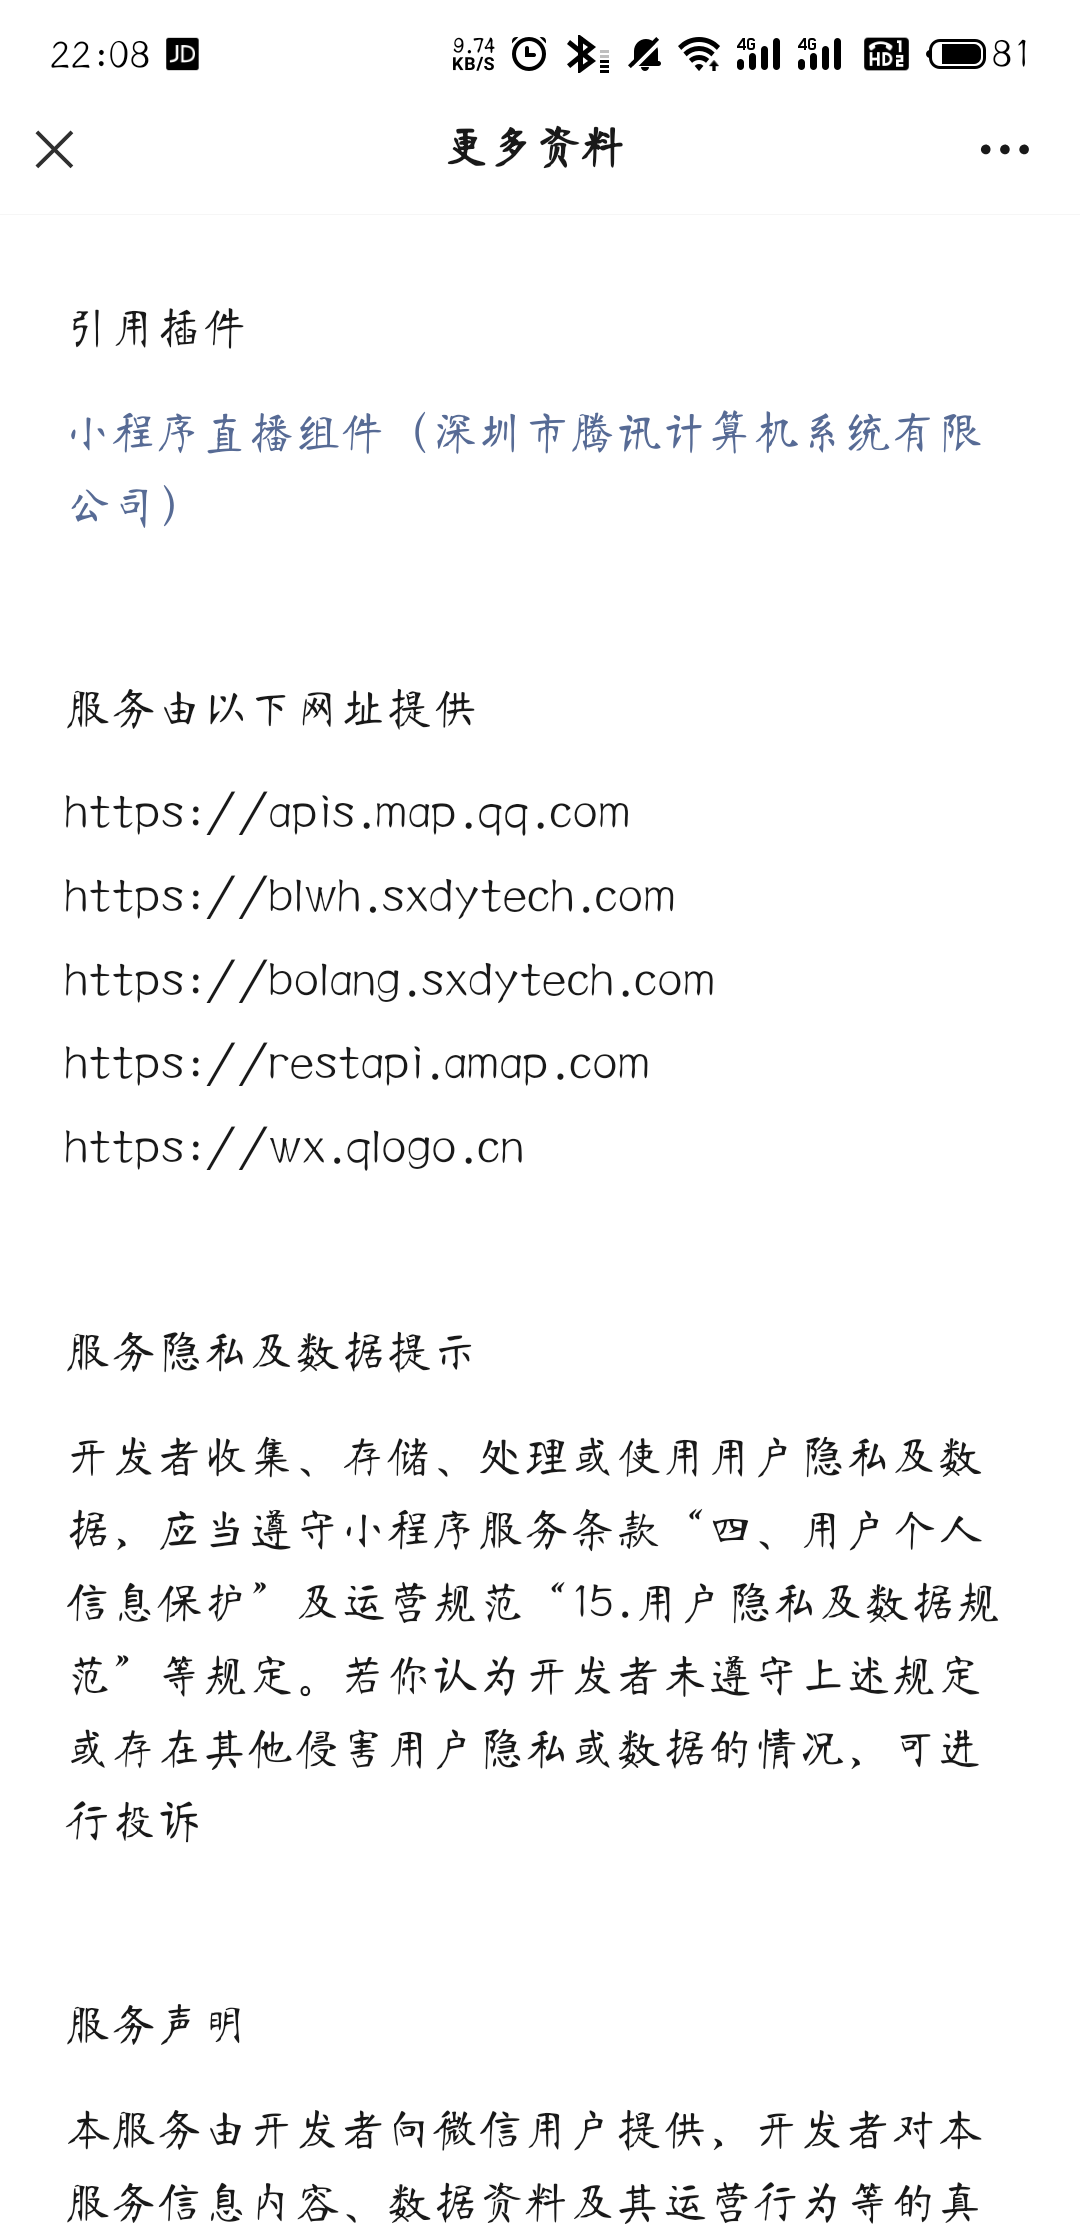 22:08 JD 9.74 KB/S 4G 4G HD 1 2 81
更多资料
引用插件
小程序直播组件（深圳市腾讯计算机系统有限
公司）
服务由以下网址提供
https://apis.map.qq.com
https://blwh.sxdytech.com
https://bolang.sxdytech.com
https://restapi.amap.com
https://wx.qlogo.cn
服务隐私及数据提示
开发者收集、存储、处理或使用用户隐私及数
据，应当遵守小程序服务条款“四、用户个人
信息保护”及运营规范“15.用户隐私及数据规
范”等规定。若你认为开发者未遵守上述规定
或存在其他侵害用户隐私或数据的情况，可进
行投诉
服务声明
本服务由开发者向微信用户提供，开发者对本
服务信息内容、数据资料及其运营行为等的真